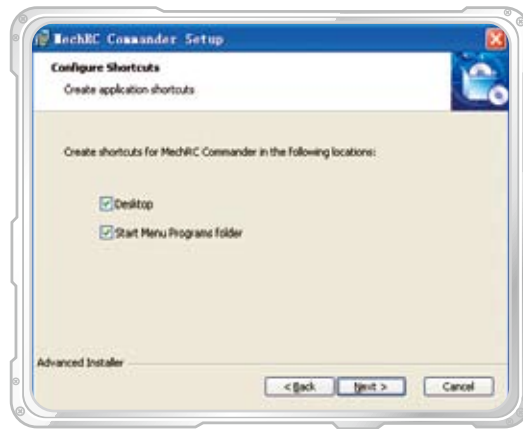 MechRC Commander Setup
Configure Shortcuts
Create application shortcuts
Create shortcuts for MechRC Commander in the following locations:
Desktop
Start Menu Programs folder
Advanced Installer
< Back
Next >
Cancel